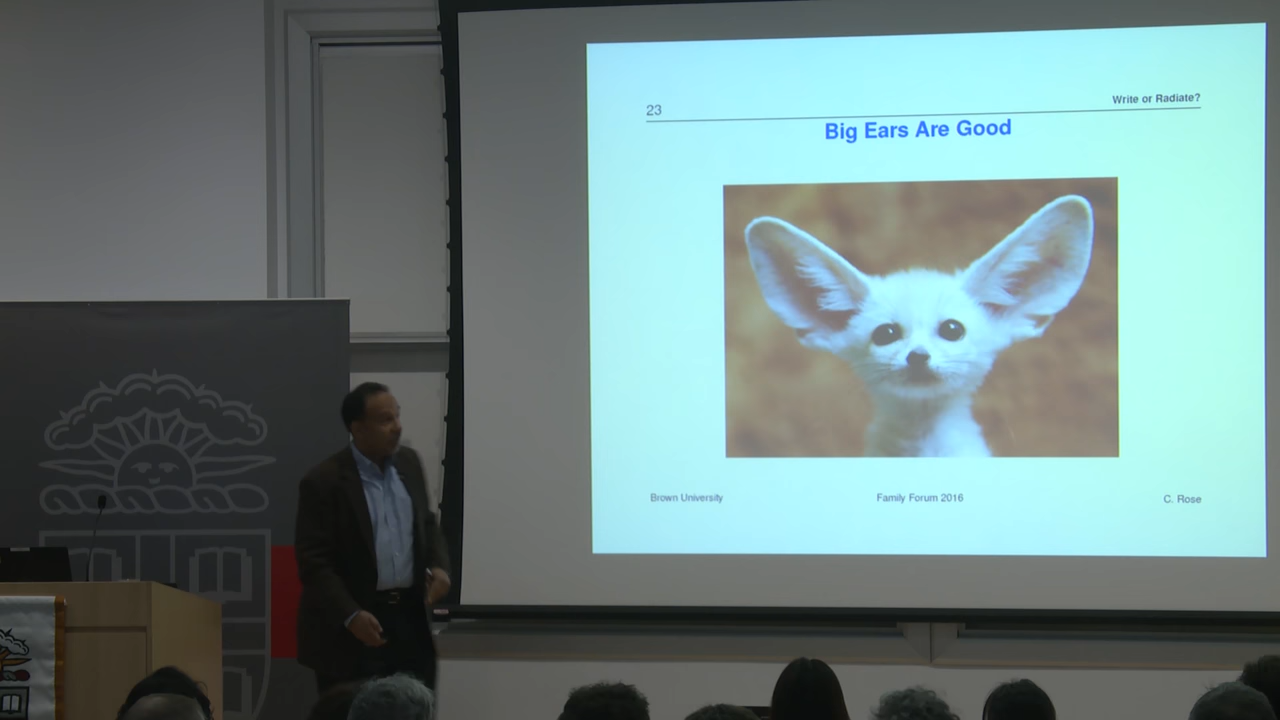 23
Write or Radiate?
Big Ears Are Good
Brown University
Family Forum 2016
C. Rose